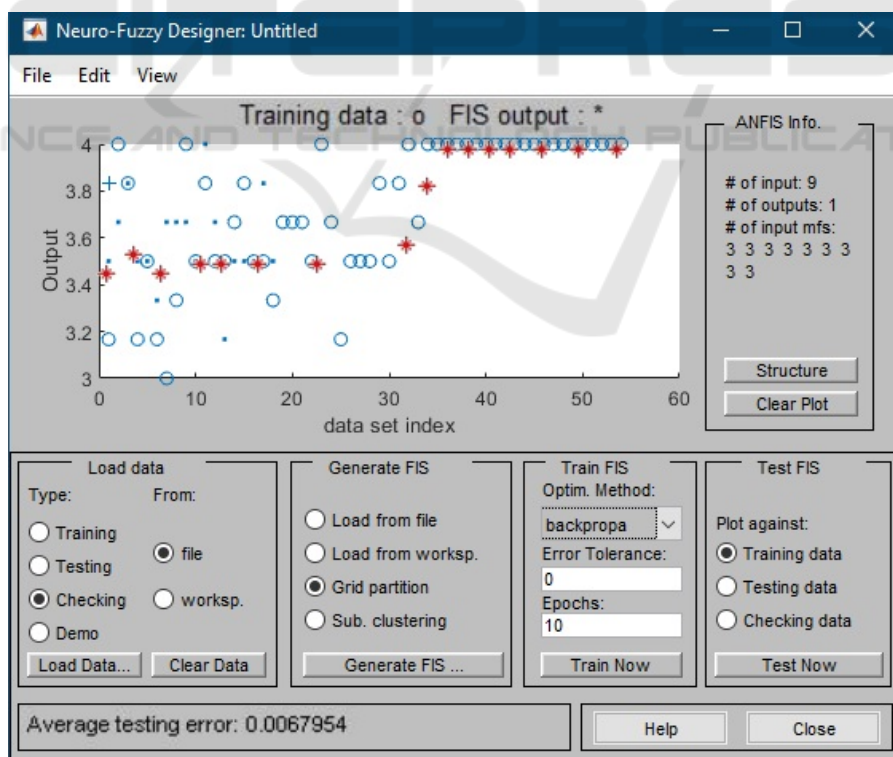 Neuro-Fuzzy Designer: Untitled
File Edit View
Training data : o FIS output : *
ANFIS Info.
4
3.8
3.6
3.4
3.2
3
Output
0 10 20 30 40 50 60
data set index
# of input: 9
# of outputs: 1
# of input mfs:
3 3 3 3 3 3 3
3 3
Structure
Clear Plot
Load data
Type: From:
Training
Testing
Checking
Demo
file
worksp.
Load Data... Clear Data
Generate FIS
Load from file
Load from worksp.
Grid partition
Sub. clustering
Generate FIS ...
Train FIS
Optim. Method:
backpropa
Error Tolerance:
0
Epochs:
10
Train Now
Test FIS
Plot against:
Training data
Testing data
Checking data
Test Now
Average testing error: 0.0067954
Help Close